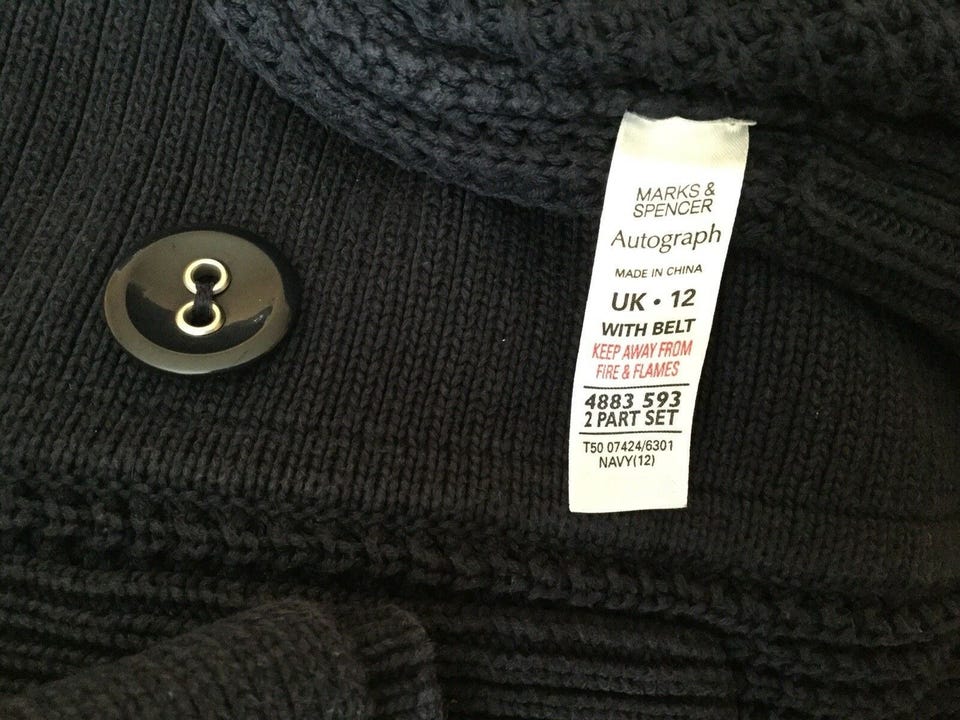 MARKS &
SPENCER
Autograph
MADE IN CHINA
UK • 12
WITH BELT
KEEP AWAY FROM
FIRE & FLAMES
4883 593
2 PART SET
T50 07424/6301
NAVY(12)